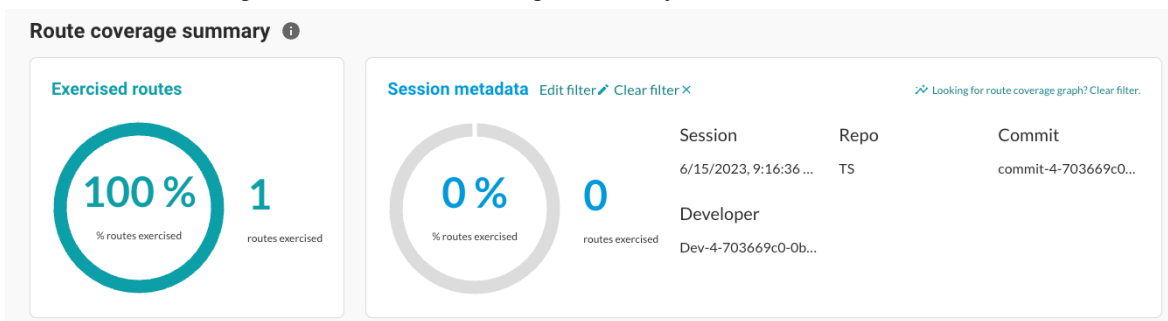 Route coverage summary
Exercised routes
100 %
% routes exercised
1
routes exercised
Session metadata Edit filter Clear filter ×
Looking for route coverage graph? Clear filter.
0 %
% routes exercised
0
routes exercised
Session Repo Commit
6/15/2023, 9:16:36 ... TS commit-4-703669c0...
Developer
Dev-4-703669c0-0b...